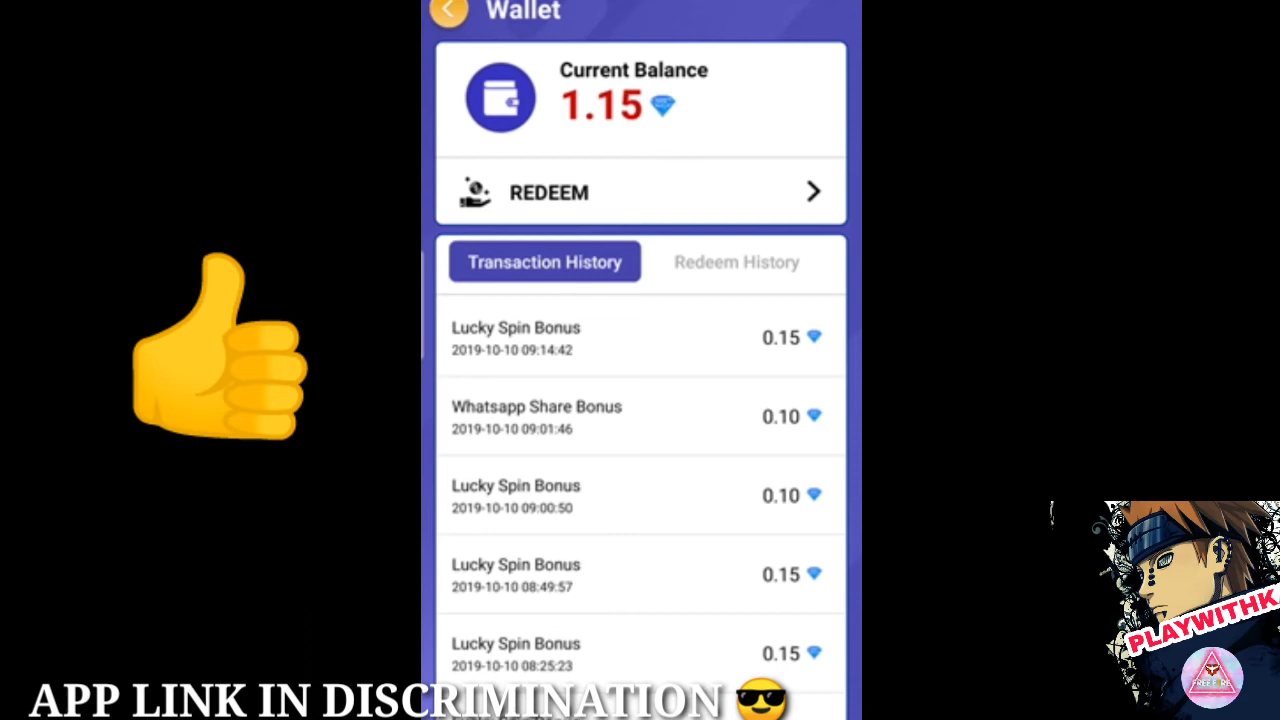 Wallet
Current Balance
1.15
REDEEM
Transaction History
Redeem History
Lucky Spin Bonus
0.15
2019-10-10 09:14:42
Whatsapp Share Bonus
0.10
2019-10-10 09:01:46
Lucky Spin Bonus
0.10
2019-10-10 09:00:50
Lucky Spin Bonus
0.15
2019-10-10 08:49:57
Lucky Spin Bonus
0.15
2019-10-10 08:25:23
PLAYWITHKA
FREE FIRE
APP LINK IN DISCRIMINATION 😎